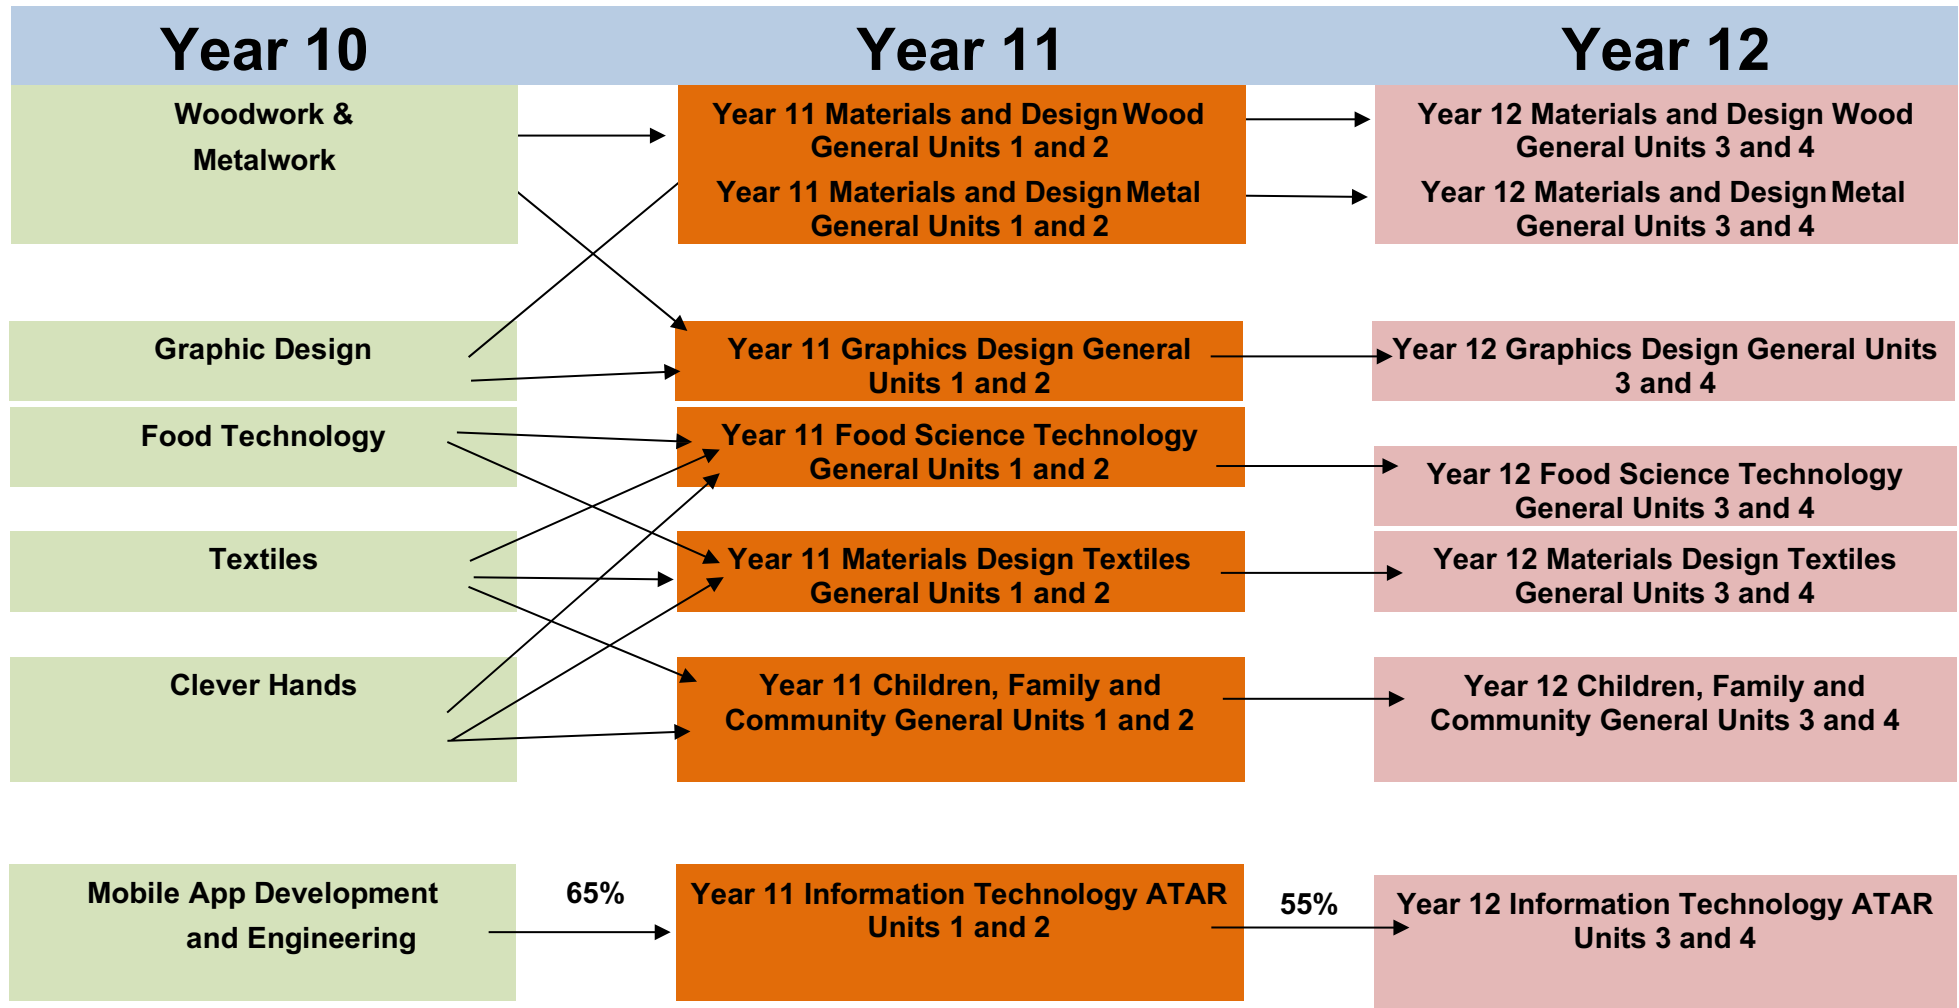 Year 10 Year 11 Year 12
Woodwork &
Metalwork
Year 11 Materials and Design Wood
General Units 1 and 2
Year 11 Materials and Design Metal
General Units 1 and 2
Year 12 Materials and Design Wood
General Units 3 and 4
Year 12 Materials and Design Metal
General Units 3 and 4
Graphic Design
Year 11 Graphics Design General
Units 1 and 2
Year 12 Graphics Design General Units
3 and 4
Food Technology
Year 11 Food Science Technology
General Units 1 and 2
Year 12 Food Science Technology
General Units 3 and 4
Textiles
Year 11 Materials Design Textiles
General Units 1 and 2
Year 12 Materials Design Textiles
General Units 3 and 4
Clever Hands
Year 11 Children, Family and
Community General Units 1 and 2
Year 12 Children, Family and
Community General Units 3 and 4
Mobile App Development
and Engineering
65%
Year 11 Information Technology ATAR
Units 1 and 2
55%
Year 12 Information Technology ATAR
Units 3 and 4